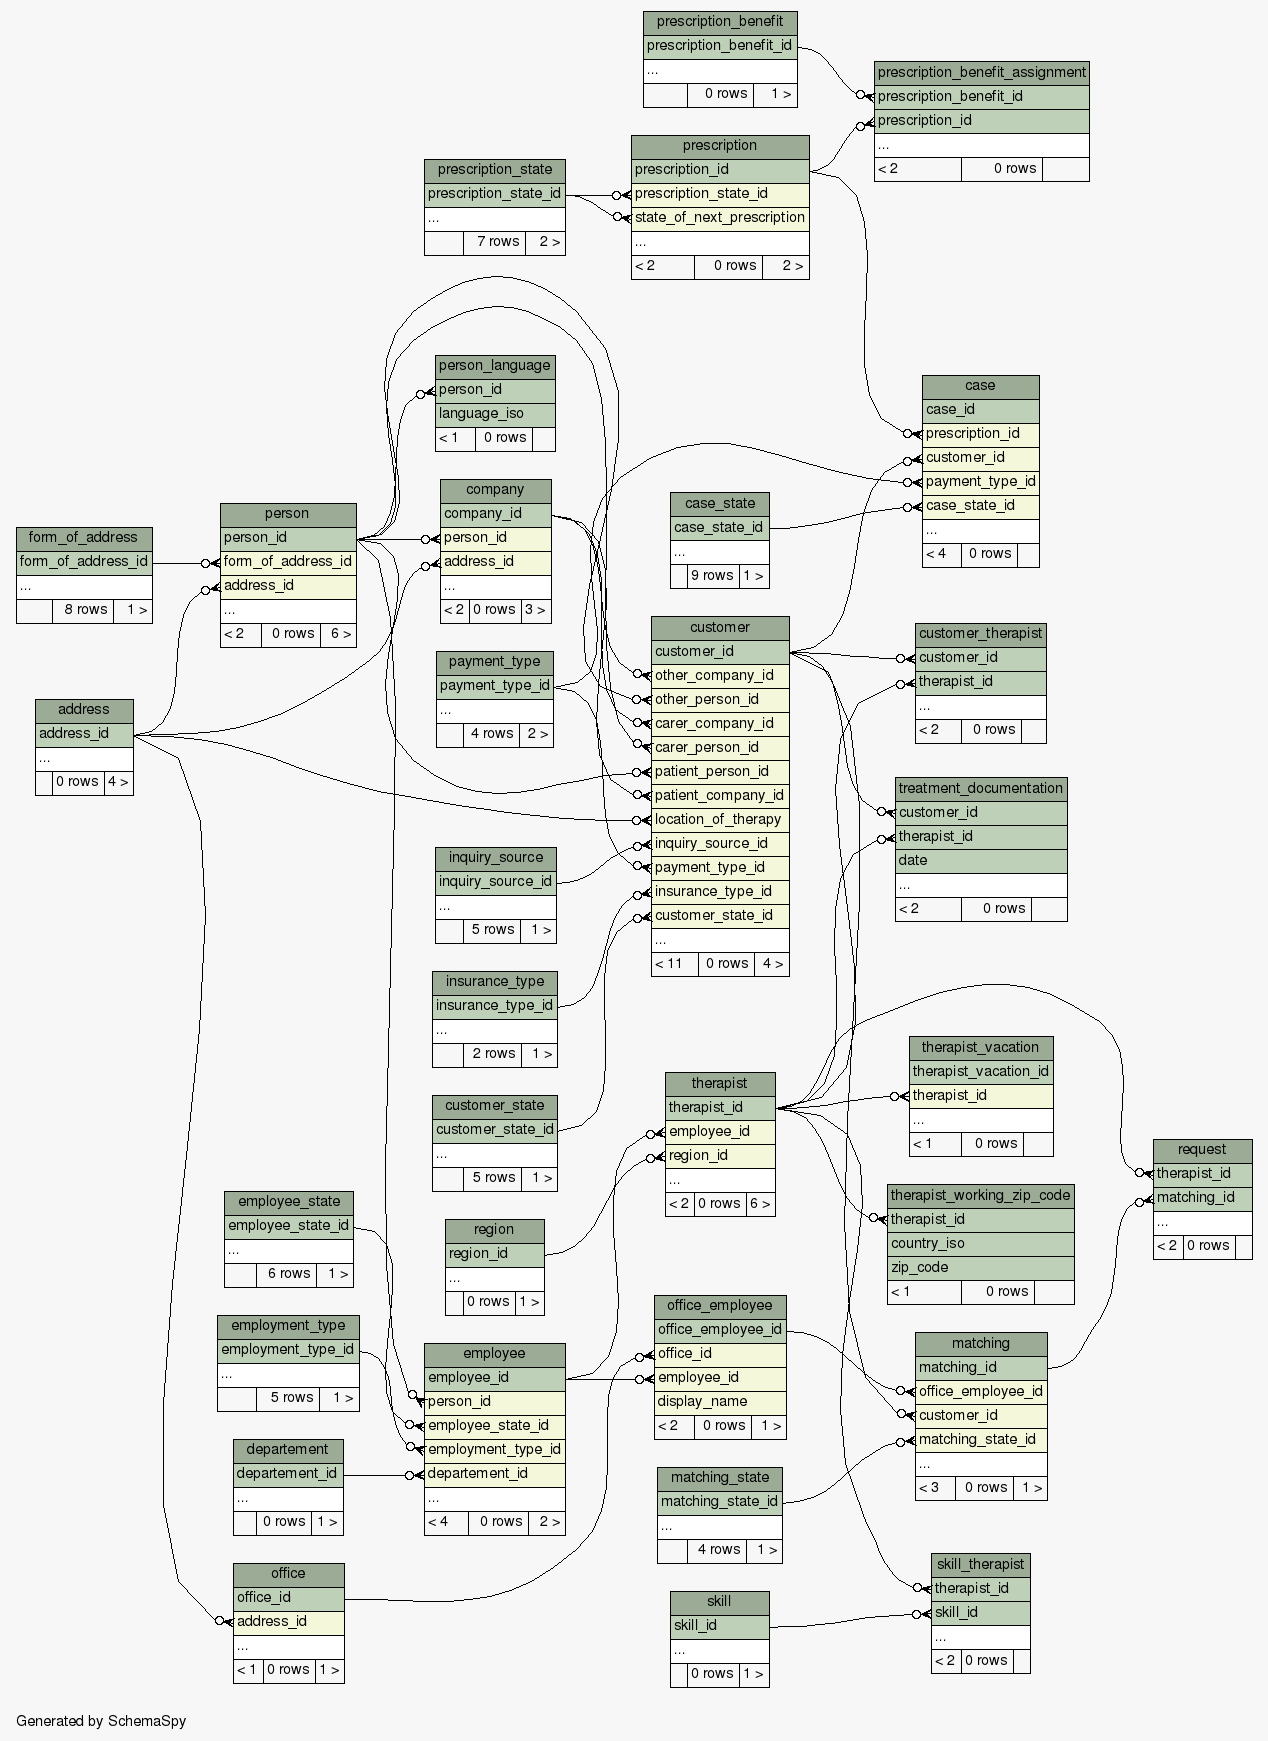 prescription_benefit
prescription_benefit_id
...
0 rows 1 >
prescription_benefit_assignment
prescription_benefit_id
prescription_id
...
< 2 0 rows
prescription
prescription_id
prescription_state_id
state_of_next_prescription
...
< 2 0 rows 2 >
prescription_state
prescription_state_id
...
7 rows 2 >
person_language
person_id
language_iso
< 1 0 rows
case
case_id
prescription_id
customer_id
payment_type_id
case_state_id
...
< 4 0 rows
company
company_id
person_id
address_id
...
< 2 0 rows 3 >
case_state
case_state_id
...
9 rows 1 >
person
person_id
form_of_address_id
address_id
...
< 2 0 rows 6 >
form_of_address
form_of_address_id
...
8 rows 1 >
customer
customer_id
other_company_id
other_person_id
carer_company_id
carer_person_id
patient_person_id
patient_company_id
location_of_therapy
inquiry_source_id
payment_type_id
insurance_type_id
customer_state_id
...
< 11 0 rows 4 >
customer_therapist
customer_id
therapist_id
...
< 2 0 rows
payment_type
payment_type_id
...
4 rows 2 >
address
address_id
...
0 rows 4 >
treatment_documentation
customer_id
therapist_id
date
...
< 2 0 rows
inquiry_source
inquiry_source_id
...
5 rows 1 >
insurance_type
insurance_type_id
...
2 rows 1 >
therapist_vacation
therapist_vacation_id
therapist_id
...
< 1 0 rows
therapist
therapist_id
employee_id
region_id
...
< 2 0 rows 6 >
customer_state
customer_state_id
...
5 rows 1 >
request
therapist_id
matching_id
...
< 2 0 rows
therapist_working_zip_code
therapist_id
country_iso
zip_code
< 1 0 rows
employee_state
employee_state_id
...
6 rows 1 >
region
region_id
...
0 rows 1 >
office_employee
office_employee_id
office_id
employee_id
display_name
< 2 0 rows 1 >
employment_type
employment_type_id
...
5 rows 1 >
matching
matching_id
office_employee_id
customer_id
matching_state_id
...
< 3 0 rows 1 >
employee
employee_id
person_id
employee_state_id
employment_type_id
departement_id
...
< 4 0 rows 2 >
departement
departement_id
...
0 rows 1 >
matching_state
matching_state_id
...
4 rows 1 >
skill_therapist
therapist_id
skill_id
...
< 2 0 rows
office
office_id
address_id
...
< 1 0 rows 1 >
skill
skill_id
...
0 rows 1 >
Generated by SchemaSpy